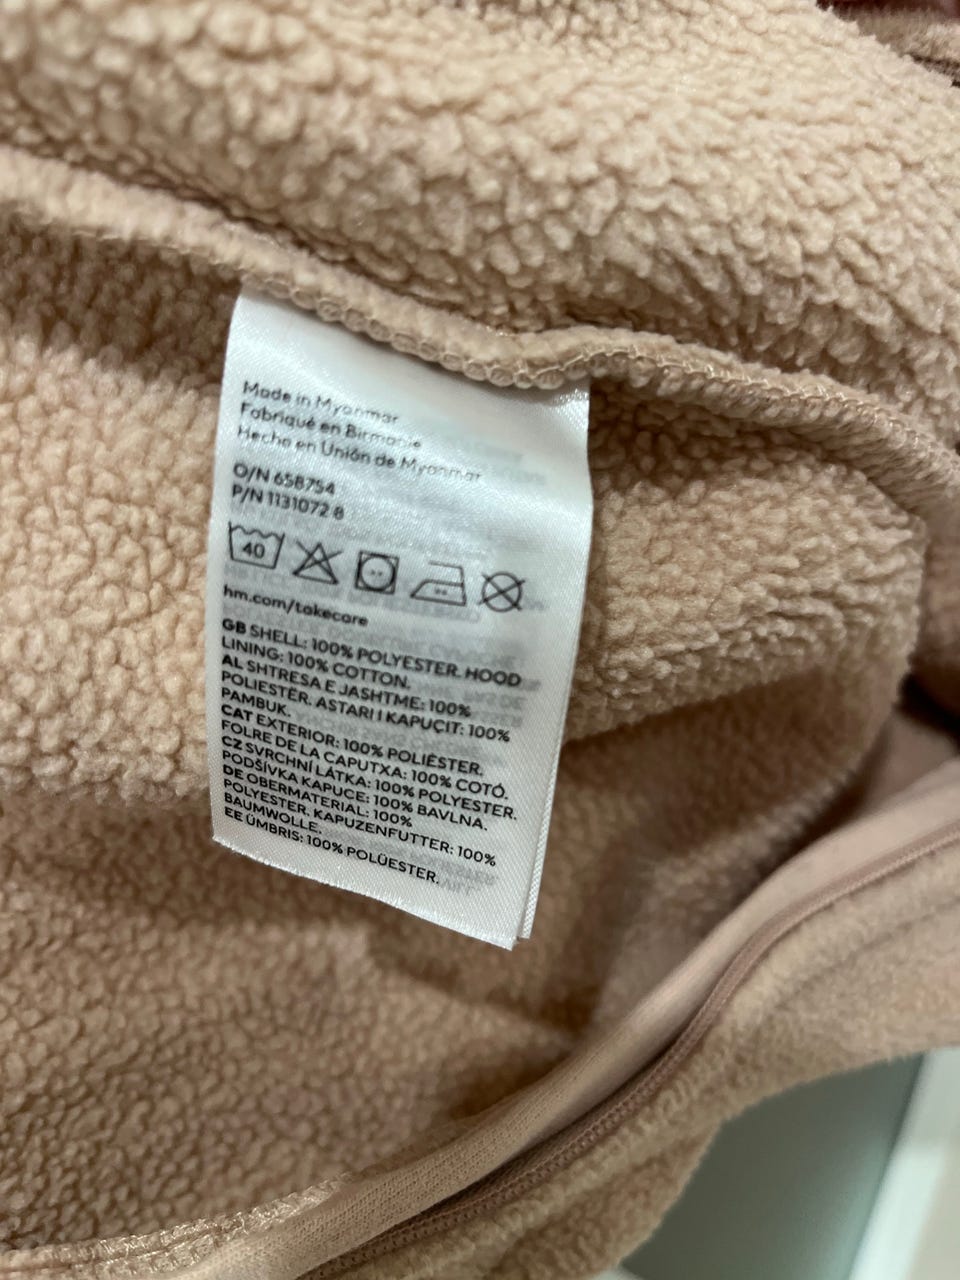 Made in Myanmar
Fabriqué en Birmanie
Hecho en Unión de Myanmar
O/N 658754
P/N 1131072 8
40
hm.com/takecare
GB SHELL: 100% POLYESTER. HOOD
LINING: 100% COTTON.
AL SHTRESA E JASHTME: 100%
POLIESTËR. ASTARI I KAPUÇIT: 100%
PAMBUK.
CAT EXTERIOR: 100% POLIÈSTER.
FOLRE DE LA CAPUTXA: 100% COTÓ.
CZ SVRCHNÍ LÁTKA: 100% POLYESTER.
PODŠÍVKA KAPUCE: 100% BAVLNA.
DE OBERMATERIAL: 100%
POLYESTER. KAPUZENFUTTER: 100%
BAUMWOLLE.
EE ÜMBRIS: 100% POLÜESTER.